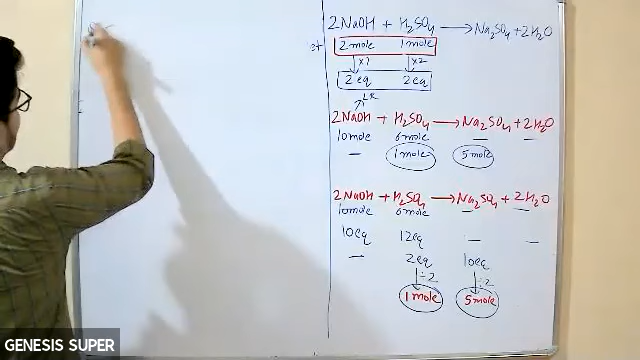 2NaOH + H₂SO₄ ⟶ Na₂SO₄ + 2H₂O
2mole 1mole
↓×1 ↓×2
2eq 2eq
LR
2NaOH + H₂SO₄ ⟶ Na₂SO₄ + 2H₂O
10mole 6mole — —
— 1mole 5mole
2NaOH + H₂SO₄ ⟶ Na₂SO₄ + 2H₂O
10mole 6mole — —
10eq 12eq — —
— 2eq 10eq
↓÷2 ↓÷2
1mole 5mole
GENESIS SUPER